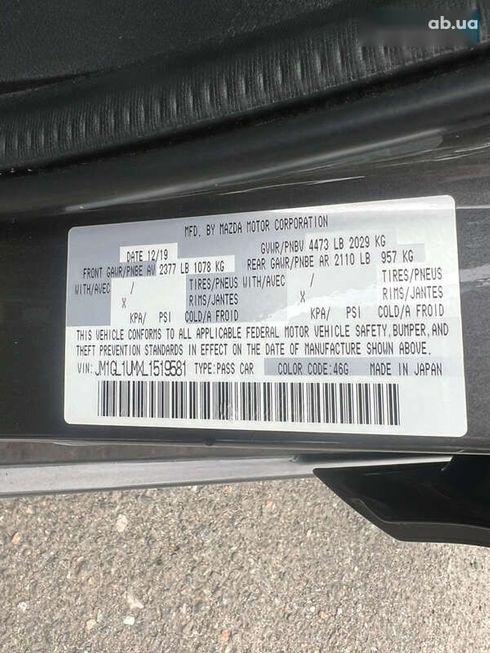 ab.ua
MFD. BY MAZDA MOTOR CORPORATION
DATE 12/19 GVWR/PNBV 4473 LB 2029 KG
FRONT GAWR/PNBE AV 2377 LB 1078 KG REAR GAWR/PNBE AR 2110 LB 957 KG
WITH/AVEC / TIRES/PNEUS WITH/AVEC / TIRES/PNEUS
X RIMS/JANTES X RIMS/JANTES
KPA/ PSI COLD/A FROID KPA/ PSI COLD/A FROID
THIS VEHICLE CONFORMS TO ALL APPLICABLE FEDERAL MOTOR VEHICLE SAFETY, BUMPER, AND
THEFT PREVENTION STANDARDS IN EFFECT ON THE DATE OF MANUFACTURE SHOWN ABOVE.
VIN: JM1GL1UMXL1519581 TYPE:PASS CAR COLOR CODE:46G MADE IN JAPAN